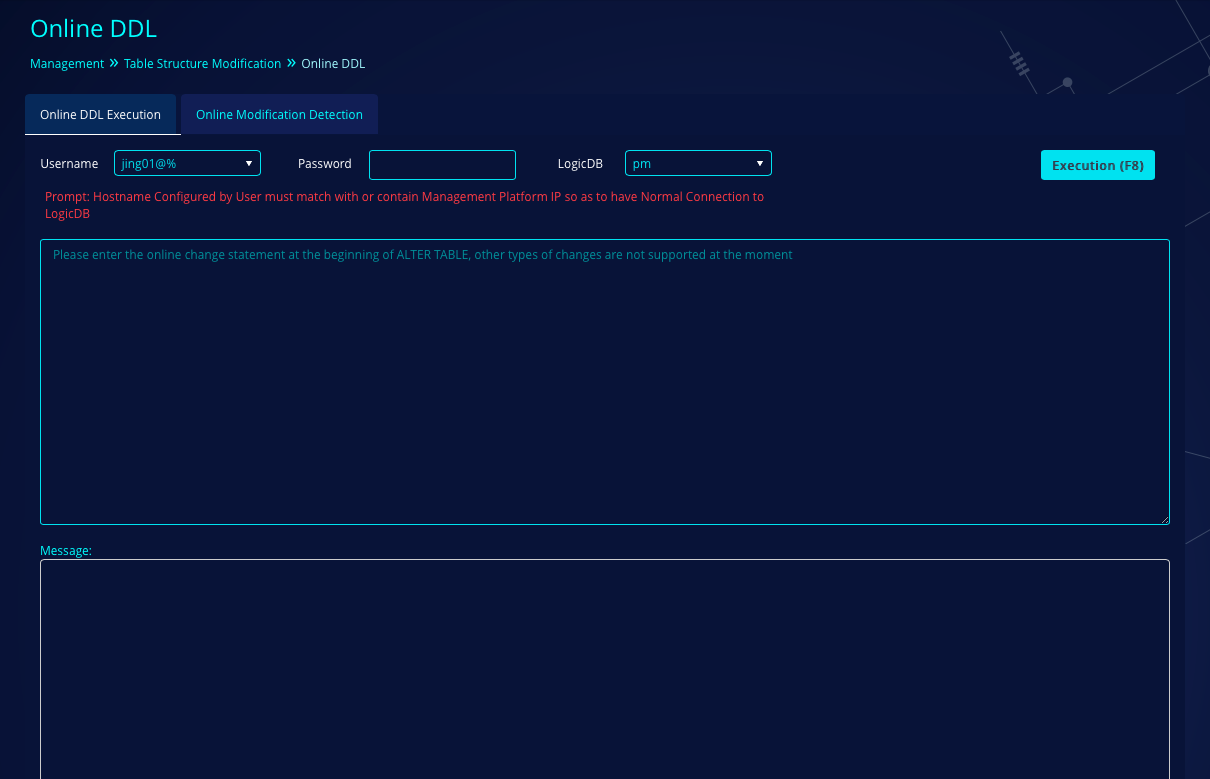 Online DDL
Management » Table Structure Modification » Online DDL
Online DDL Execution
Online Modification Detection
Username
jing01@%
Password
LogicDB
pm
Execution (F8)
Prompt: Hostname Configured by User must match with or contain Management Platform IP so as to have Normal Connection to
LogicDB
Please enter the online change statement at the beginning of ALTER TABLE, other types of changes are not supported at the moment
Message: